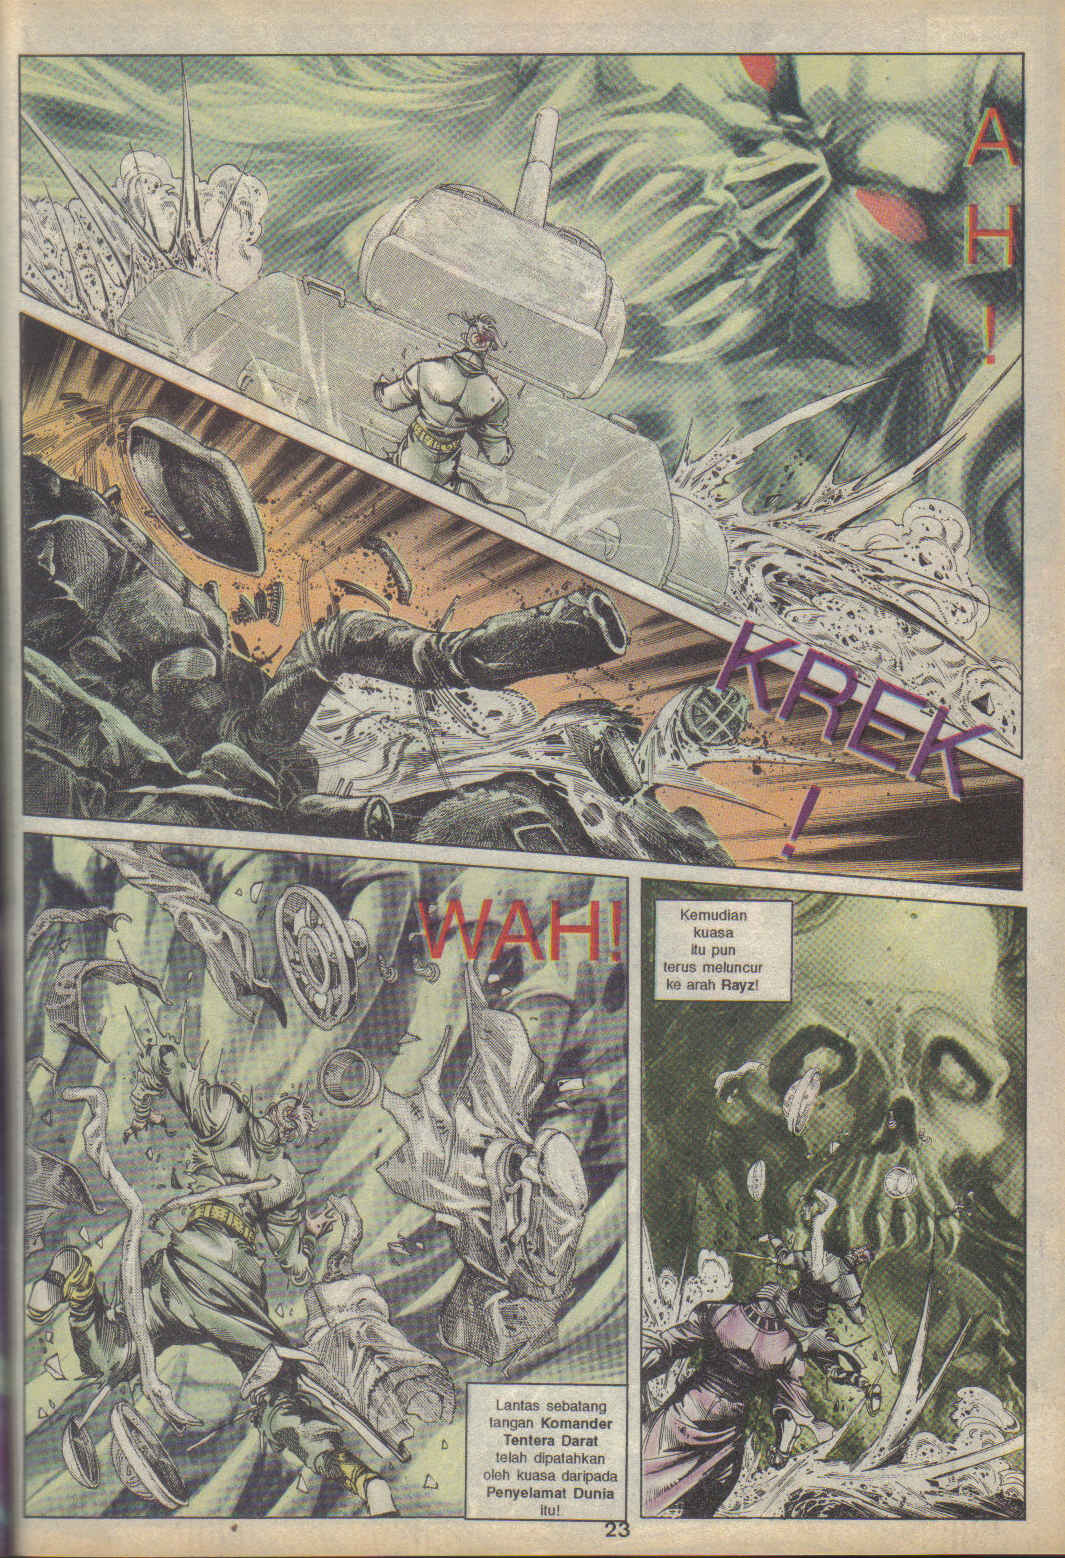 A
H
!
KREK
!
WAH!
Kemudian
kuasa
itu pun
terus meluncur
ke arah Rayz!
Lantas sebatang
tangan Komander
Tentera Darat
telah dipatahkan
oleh kuasa daripada
Penyelamat Dunia
itu!
23